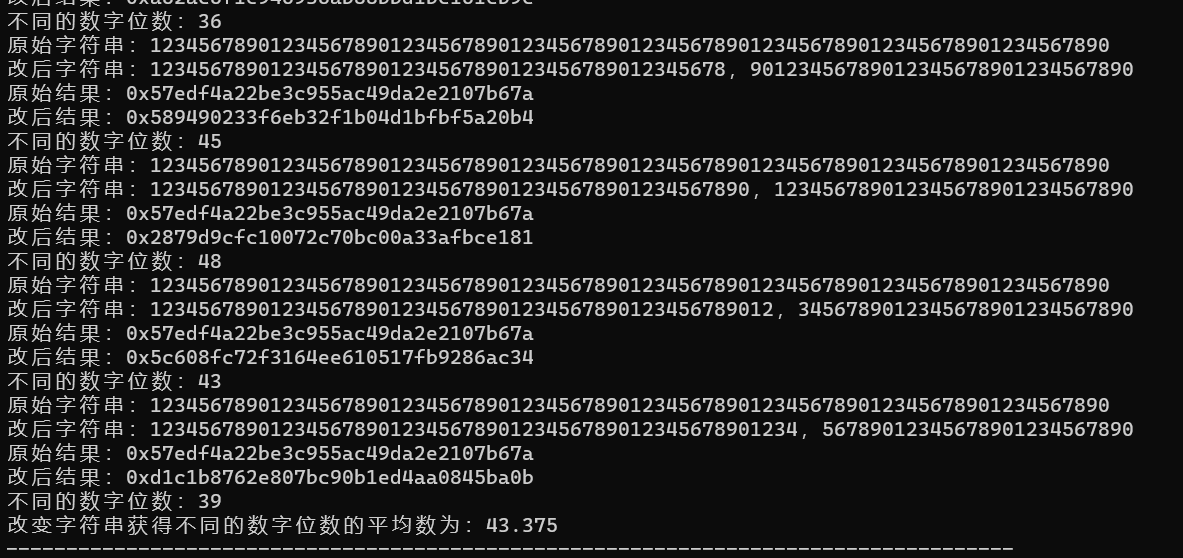 改后结果：
不同的数字位数：36
原始字符串：12345678901234567890123456789012345678901234567890123456789012345678901234567890
改后字符串：123456789012345678901234567890123456789012345678，90123456789012345678901234567890
原始结果：0x57edf4a22be3c955ac49da2e2107b67a
改后结果：0x589490233f6eb32f1b04d1bfbf5a20b4
不同的数字位数：45
原始字符串：12345678901234567890123456789012345678901234567890123456789012345678901234567890
改后字符串：12345678901234567890123456789012345678901234567890，123456789012345678901234567890
原始结果：0x57edf4a22be3c955ac49da2e2107b67a
改后结果：0x2879d9cfc10072c70bc00a33afbce181
不同的数字位数：48
原始字符串：12345678901234567890123456789012345678901234567890123456789012345678901234567890
改后字符串：1234567890123456789012345678901234567890123456789012，3456789012345678901234567890
原始结果：0x57edf4a22be3c955ac49da2e2107b67a
改后结果：0x5c608fc72f3164ee610517fb9286ac34
不同的数字位数：43
原始字符串：12345678901234567890123456789012345678901234567890123456789012345678901234567890
改后字符串：123456789012345678901234567890123456789012345678901234，56789012345678901234567890
原始结果：0x57edf4a22be3c955ac49da2e2107b67a
改后结果：0xd1c1b8762e807bc90b1ed4aa0845ba0b
不同的数字位数：39
改变字符串获得不同的数字位数的平均数为：43.375
------------------------------------------------------------------------------------